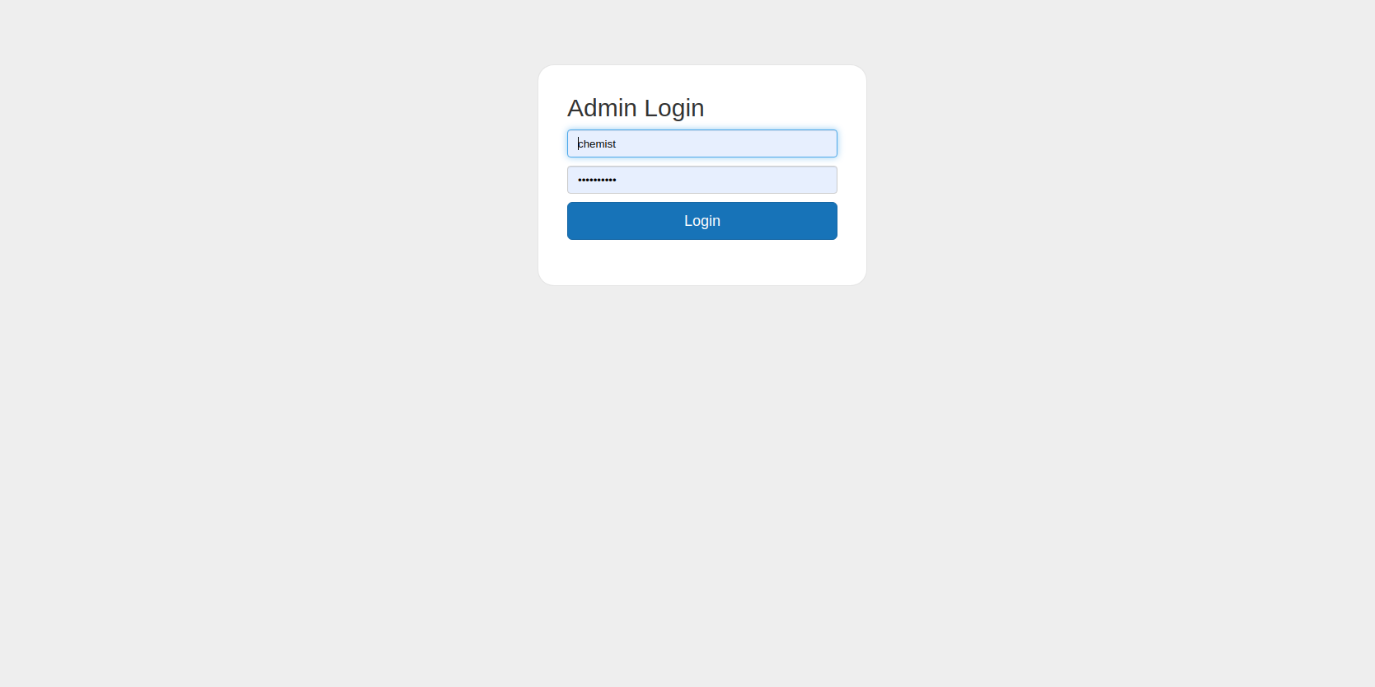 Admin Login
chemist
••••••••••
Login